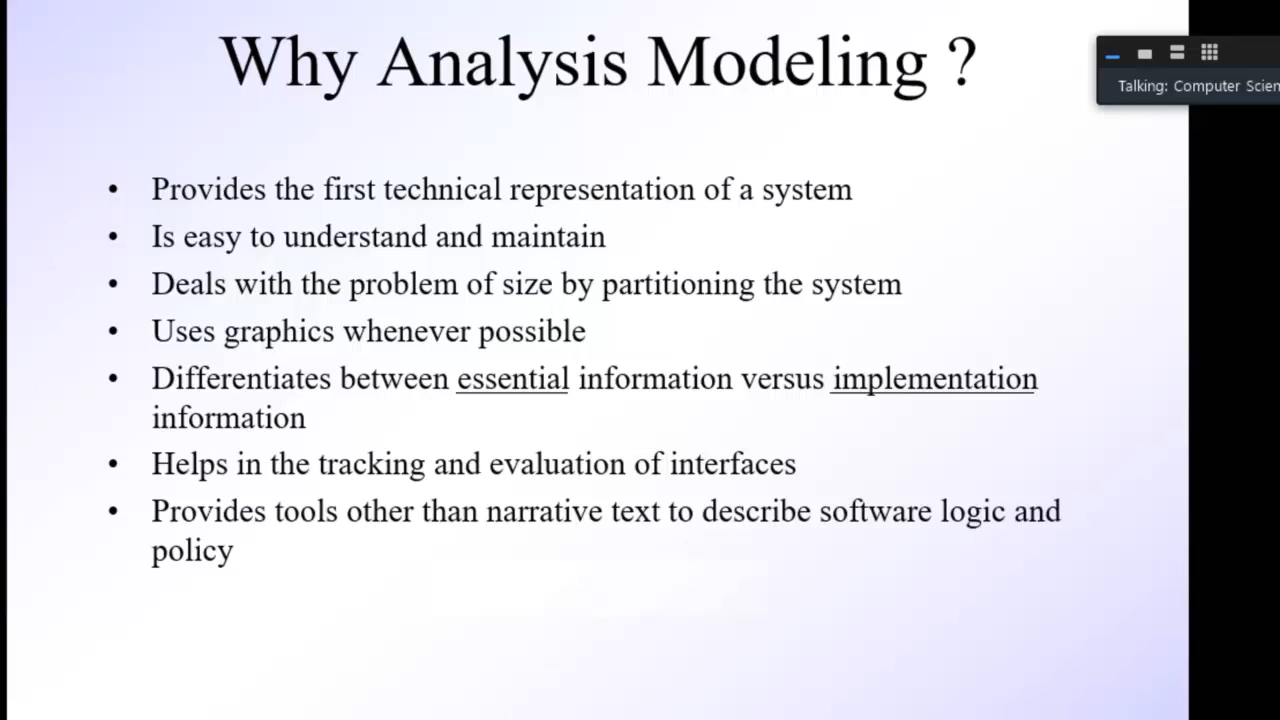 Why Analysis Modeling ?
Talking: Computer Scien
• Provides the first technical representation of a system
• Is easy to understand and maintain
• Deals with the problem of size by partitioning the system
• Uses graphics whenever possible
• Differentiates between essential information versus implementation
information
• Helps in the tracking and evaluation of interfaces
• Provides tools other than narrative text to describe software logic and
policy